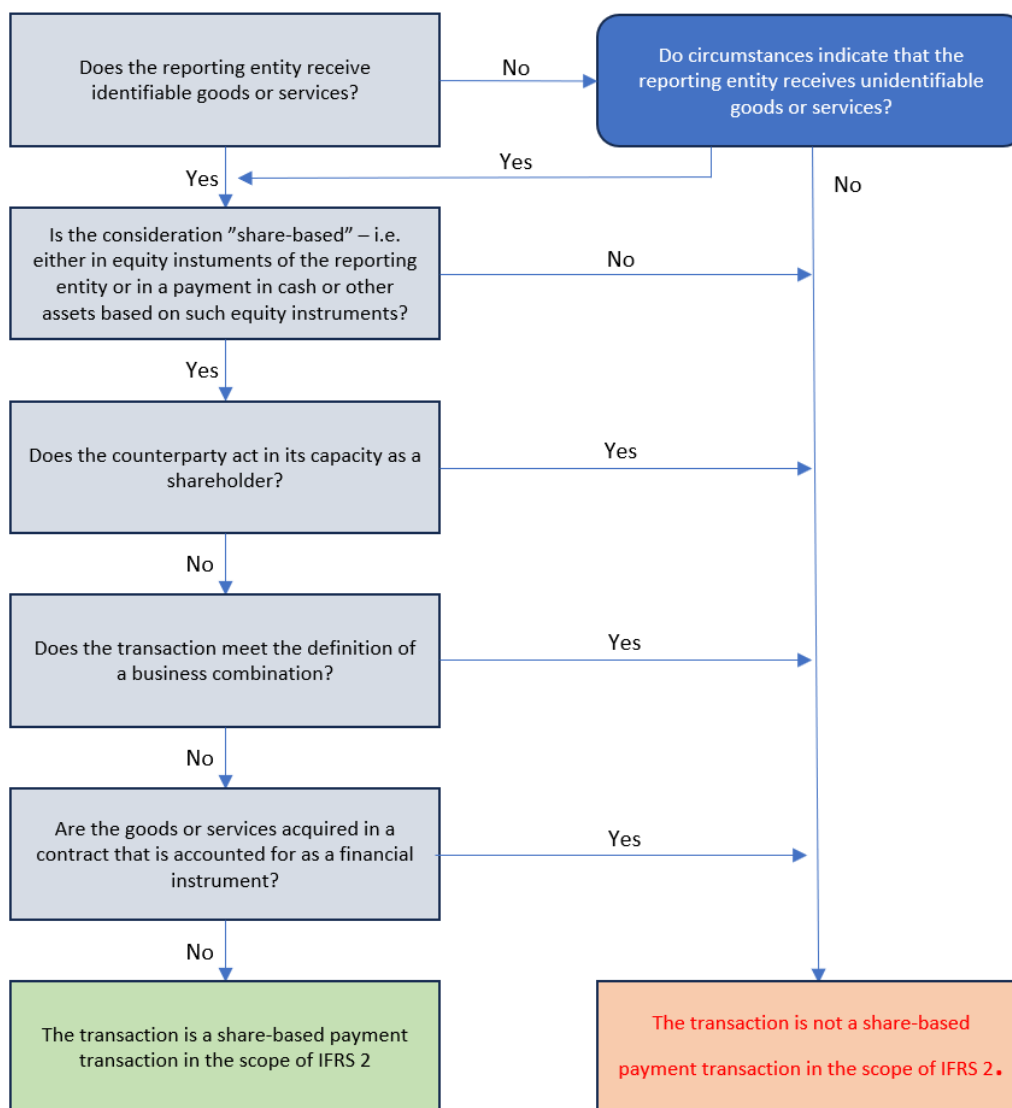 Does the reporting entity receive
identifiable goods or services?
No
Do circumstances indicate that the
reporting entity receives unidentifiable
goods or services?
Yes
Yes
No
Is the consideration ”share-based” – i.e.
either in equity instuments of the reporting
entity or in a payment in cash or other
assets based on such equity instruments?
No
Yes
Does the counterparty act in its capacity as a
shareholder?
Yes
No
Does the transaction meet the definition of
a business combination?
Yes
No
Are the goods or services acquired in a
contract that is accounted for as a financial
instrument?
Yes
No
The transaction is a share-based payment
transaction in the scope of IFRS 2
The transaction is not a share-based
payment transaction in the scope of IFRS 2.